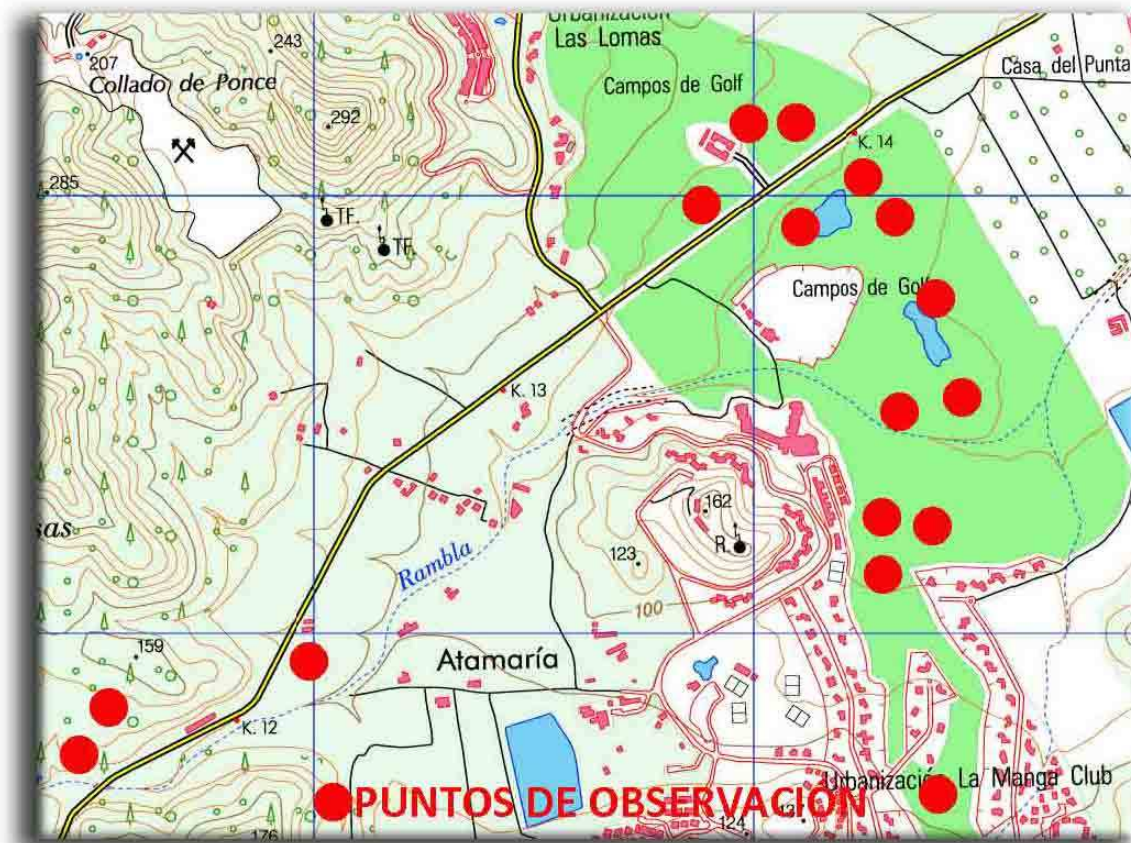 Urbanización
Las Lomas
243
207
Collado de Ponce
Campos de Golf
Casa del Punta
292
K. 14
285
TF.
TF.
Campos de Golf
K. 13
162
123
R.
Rambla
100
159
Atamaría
K. 12
Urbanización La Manga Club
PUNTOS DE OBSERVACIÓN
176
124